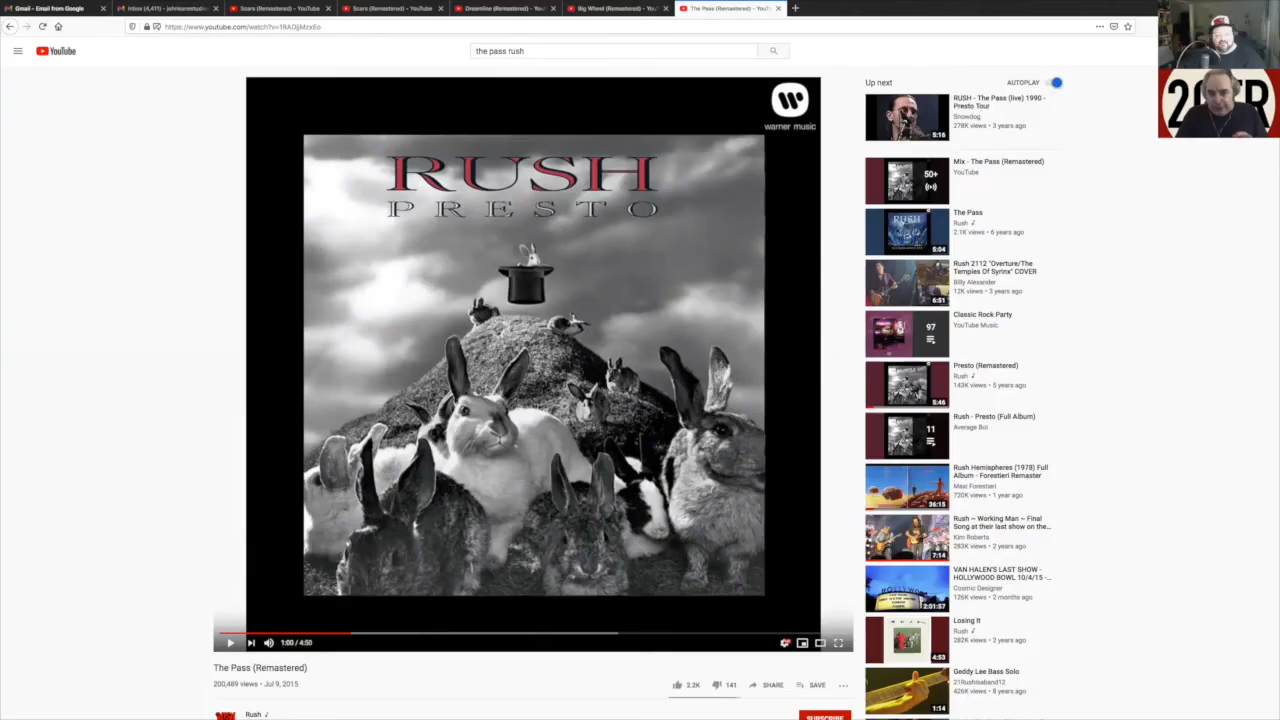 Gmail - Email from Google
Inbox (4,411) - johntunestudios
Scars (Remastered) - YouTube
Scars (Remastered) - YouTube
Dreamline (Remastered) - YouT
Big Wheel (Remastered) - YouT
The Pass (Remastered) - YouT
YouTube
the pass rush
warner music
RUSH
PRESTO
1:00 / 4:50
The Pass (Remastered)
200,489 views • Jul 9, 2015
2.2K
141
SHARE
SAVE
Rush
SUBSCRIBE
Up next
AUTOPLAY
RUSH - The Pass (live) 1990 -
Presto Tour
Snowdog
278K views • 3 years ago
5:16
Mix - The Pass (Remastered)
YouTube
50+
The Pass
Rush
2.1K views • 6 years ago
5:04
Rush 2112 "Overture/The
Temples Of Syrinx" COVER
Billy Alexander
12K views • 3 years ago
6:51
Classic Rock Party
YouTube Music
97
Presto (Remastered)
Rush
143K views • 5 years ago
5:46
Rush - Presto (Full Album)
Average Boi
11
Rush Hemispheres (1978) Full
Album - Forestieri Remaster
Maxi Forestieri
720K views • 1 year ago
36:15
Rush ~ Working Man ~ Final
Song at their last show on the...
Kim Roberts
283K views • 2 years ago
7:14
VAN HALEN'S LAST SHOW -
HOLLYWOOD BOWL 10/4/15 -...
Cosmic Designer
126K views • 2 months ago
2:01:57
Losing It
Rush
282K views • 2 years ago
4:53
Geddy Lee Bass Solo
21Rushisaband12
426K views • 8 years ago
1:14